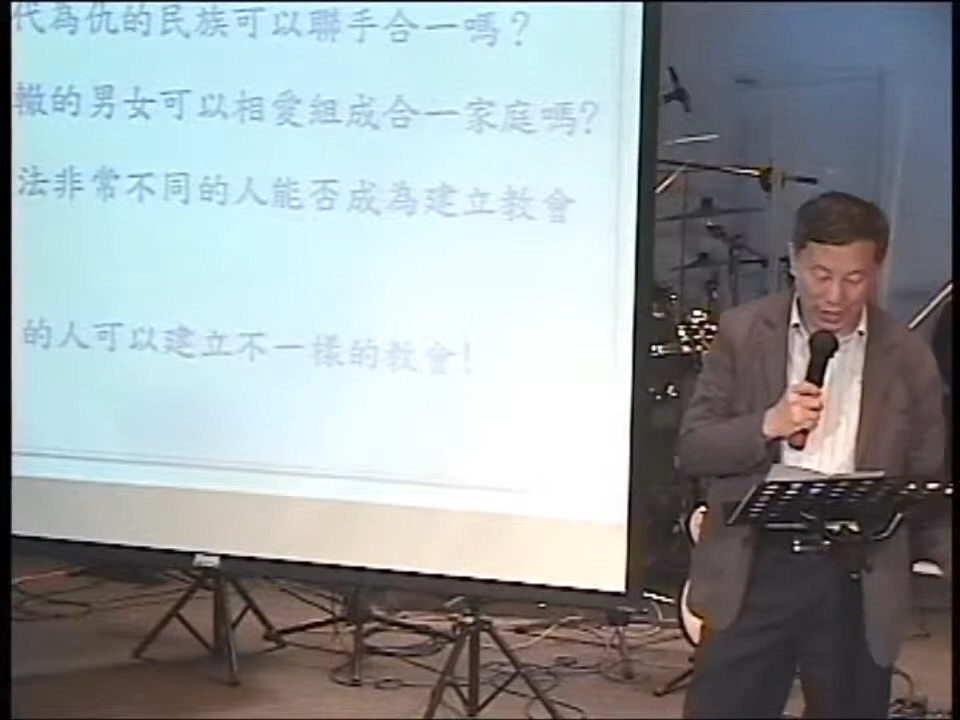 代為仇的民族可以聯手合一嗎？
轍的男女可以相愛組成合一家庭嗎?
法非常不同的人能否成為建立教會
的人可以建立不一樣的教會!